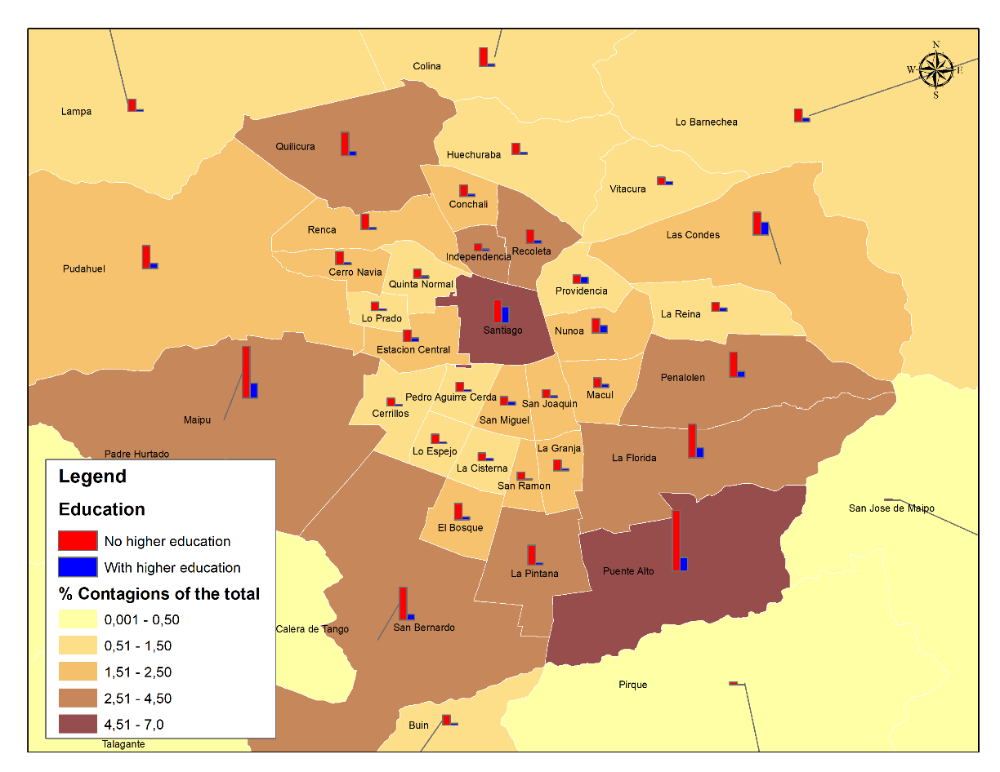 N
Colina
W
E
S
Lampa
Lo Barnechea
Quilicura
Huechuraba
Vitacura
Conchali
Renca
Las Condes
Independencia
Recoleta
Pudahuel
Cerro Navia
Quinta Normal
Providencia
Lo Prado
La Reina
Santiago
Nunoa
Estacion Central
Penalolen
Pedro Aguirre Cerda
Macul
San Joaquin
Cerrillos
Maipu
San Miguel
Lo Espejo
La Granja
Padre Hurtado
La Florida
La Cisterna
San Ramon
San Jose de Maipo
El Bosque
Puente Alto
La Pintana
San Bernardo
Calera de Tango
Pirque
Buin
Talagante
Legend
Education
No higher education
With higher education
% Contagions of the total
0,001 - 0,50
0,51 - 1,50
1,51 - 2,50
2,51 - 4,50
4,51 - 7,0